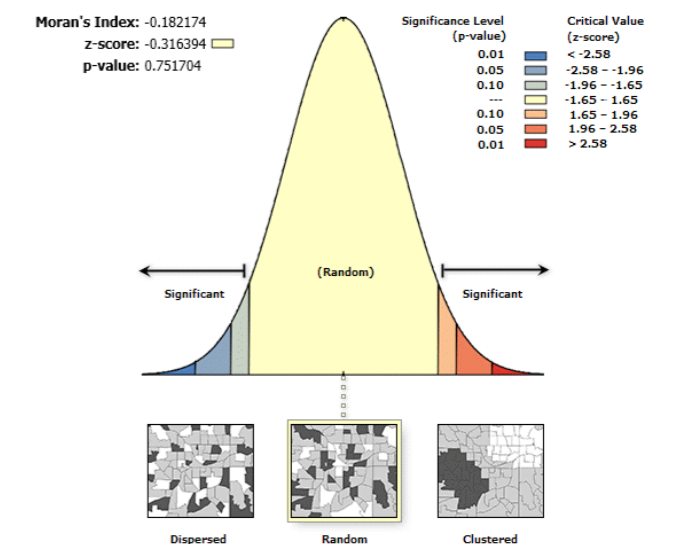 Moran's Index: -0.182174
z-score: -0.316394
p-value: 0.751704
Significance Level
(p-value)
Critical Value
(z-score)
0.01 < -2.58
0.05 -2.58 – -1.96
0.10 -1.96 – -1.65
--- -1.65 – 1.65
0.10 1.65 – 1.96
0.05 1.96 – 2.58
0.01 > 2.58
(Random)
Significant Significant
Dispersed Random Clustered